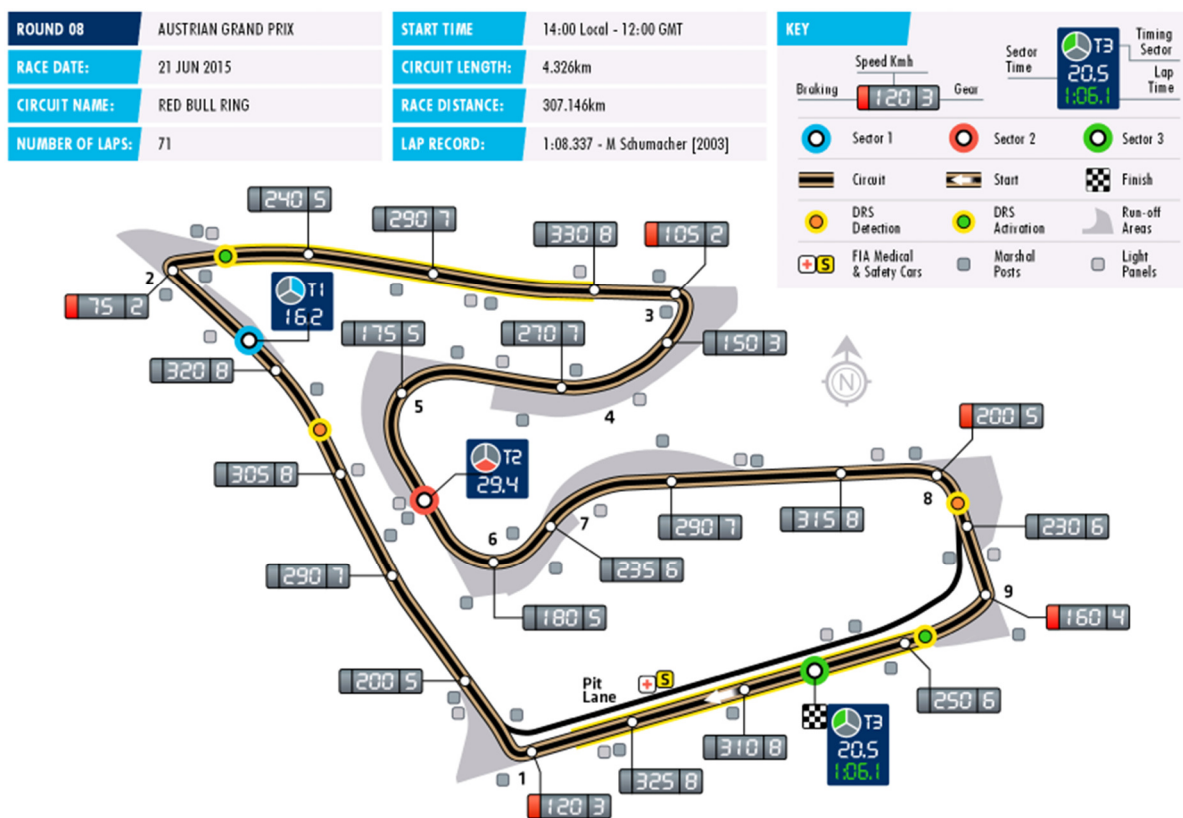 ROUND 08 AUSTRIAN GRAND PRIX
RACE DATE: 21 JUN 2015
CIRCUIT NAME: RED BULL RING
NUMBER OF LAPS: 71
START TIME 14:00 Local - 12:00 GMT
CIRCUIT LENGTH: 4.326km
RACE DISTANCE: 307.146km
LAP RECORD: 1:08.337 - M Schumacher [2003]
KEY
Speed Kmh
Braking 120 3 Gear
Sector Time
T3
20.5
1:06.1
Timing Sector
Lap Time
Sector 1 Sector 2 Sector 3
Circuit Start Finish
DRS Detection DRS Activation Run-off Areas
FIA Medical & Safety Cars Marshal Posts Light Panels
S
240 5
290 7
330 8
105 2
2
75 2
T1
16.2
3
175 5
270 7
150 3
320 8
N
5
4
200 5
305 8
T2
29.4
8
7
290 7
315 8
230 6
6
235 6
290 7
9
180 5
160 4
200 5
Pit Lane
S
250 6
310 8
T3
20.5
1:06.1
1
325 8
120 3